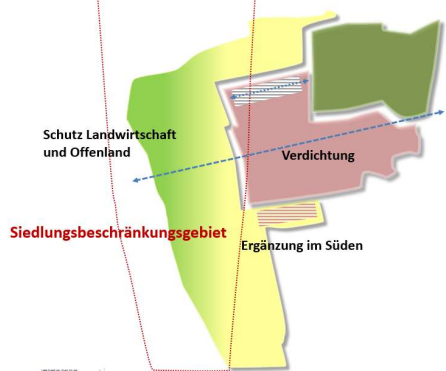 Schutz Landwirtschaft
und Offenland
Verdichtung
Siedlungsbeschränkungsgebiet
Ergänzung im Süden